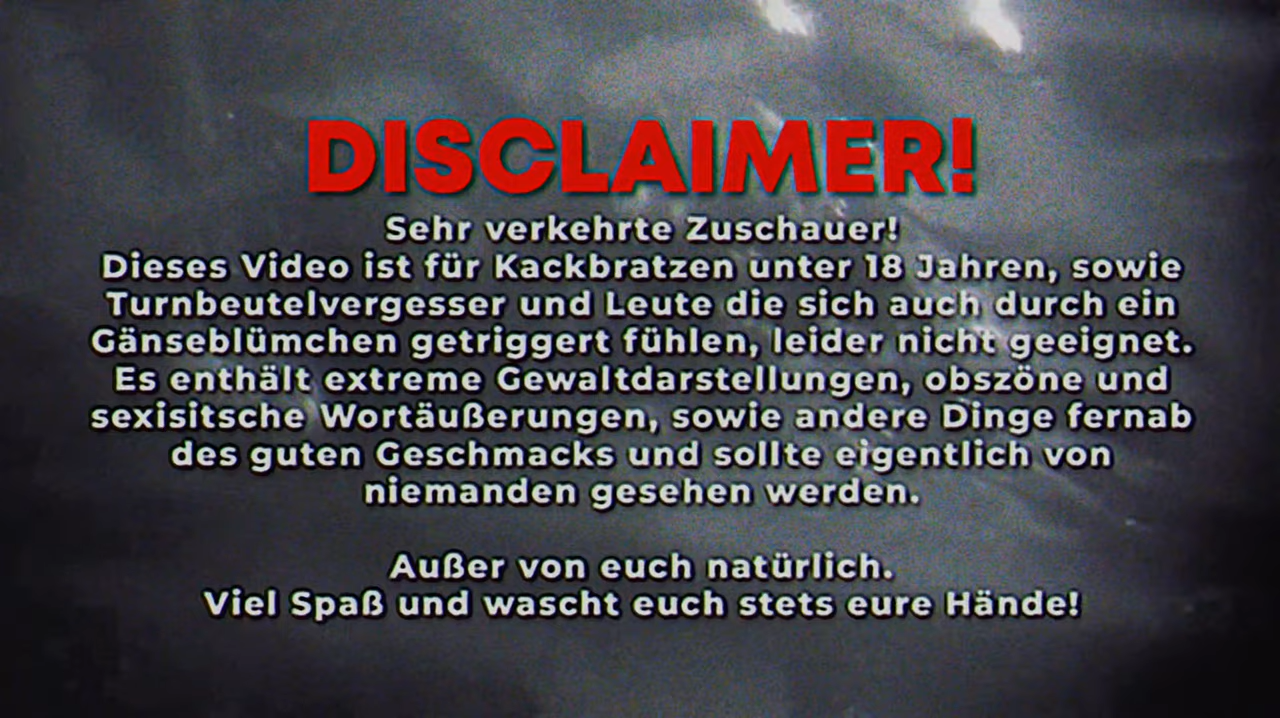 DISCLAIMER!
Sehr verkehrte Zuschauer!
Dieses Video ist für Kackbratzen unter 18 Jahren, sowie
Turnbeutelvergesser und Leute die sich auch durch ein
Gänseblümchen getriggert fühlen, leider nicht geeignet.
Es enthält extreme Gewaltdarstellungen, obszöne und
sexisitsche Wortäußerungen, sowie andere Dinge fernab
des guten Geschmacks und sollte eigentlich von
niemanden gesehen werden.
Außer von euch natürlich.
Viel Spaß und wascht euch stets eure Hände!